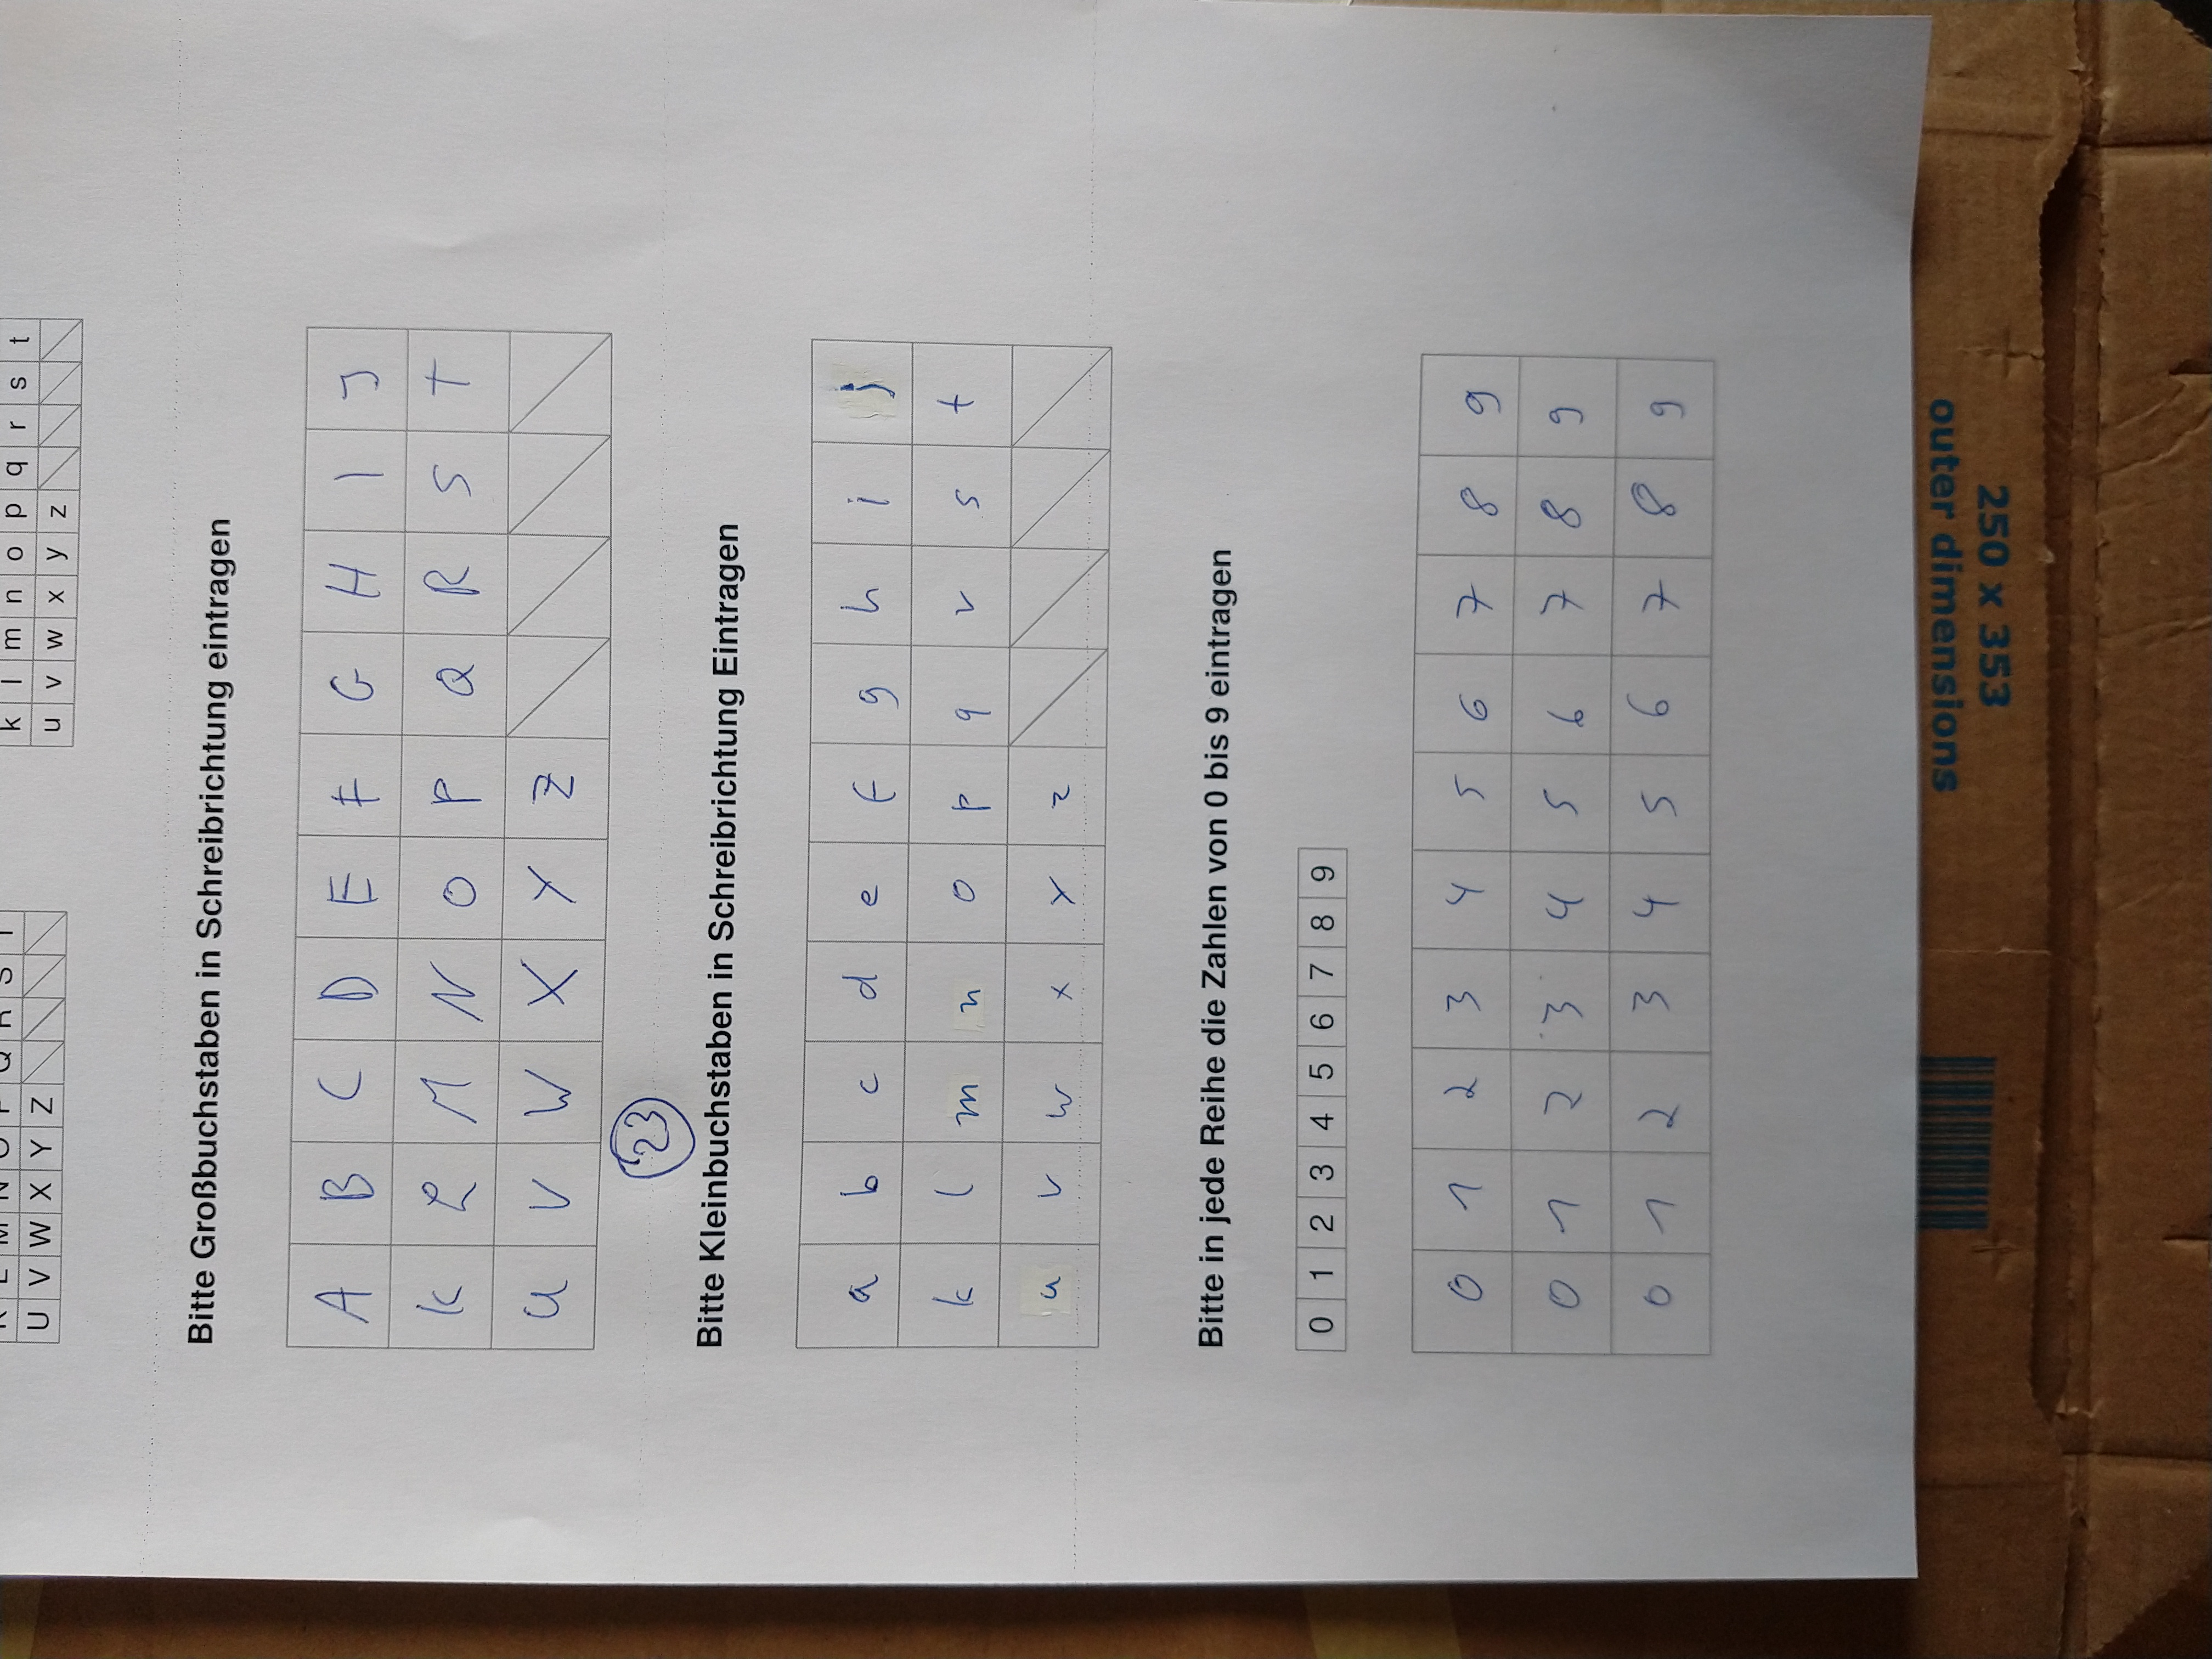 K L M N O P Q R S T
U V W X Y Z
k l m n o p q r s t
u v w x y z
Bitte Großbuchstaben in Schreibrichtung eintragen
A B C D E F G H I J
K L M N O P Q R S T
U V W X Y Z
23
Bitte Kleinbuchstaben in Schreibrichtung Eintragen
a b c d e f g h i j
k l m n o p q r s t
u v w x y z
Bitte in jede Reihe die Zahlen von 0 bis 9 eintragen
0 1 2 3 4 5 6 7 8 9
0 1 2 3 4 5 6 7 8 9
0 1 2 3 4 5 6 7 8 9
0 1 2 3 4 5 6 7 8 9
250 x 353
outer dimensions